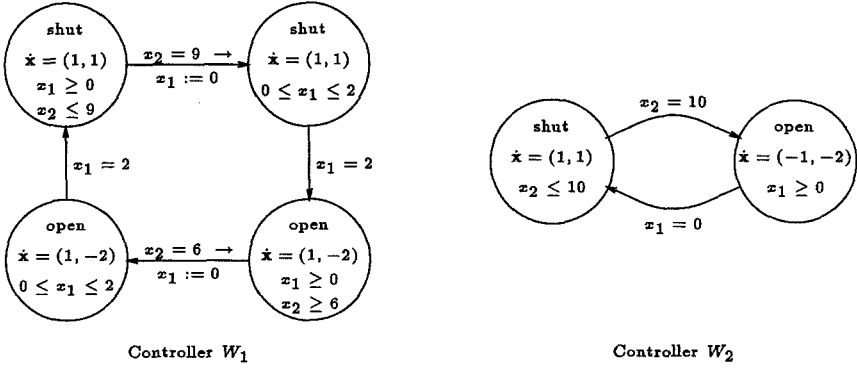 shut
ẋ = (1, 1)
x₁ ≥ 0
x₂ ≤ 9
x₂ = 9 →
x₁ := 0
shut
ẋ = (1, 1)
0 ≤ x₁ ≤ 2
x₁ = 2
x₁ = 2
open
ẋ = (1, −2)
0 ≤ x₁ ≤ 2
x₂ = 6 →
x₁ := 0
open
ẋ = (1, −2)
x₁ ≥ 0
x₂ ≥ 6
Controller W₁
shut
ẋ = (1, 1)
x₂ ≤ 10
x₂ = 10
open
ẋ = (−1, −2)
x₁ ≥ 0
x₁ = 0
Controller W₂